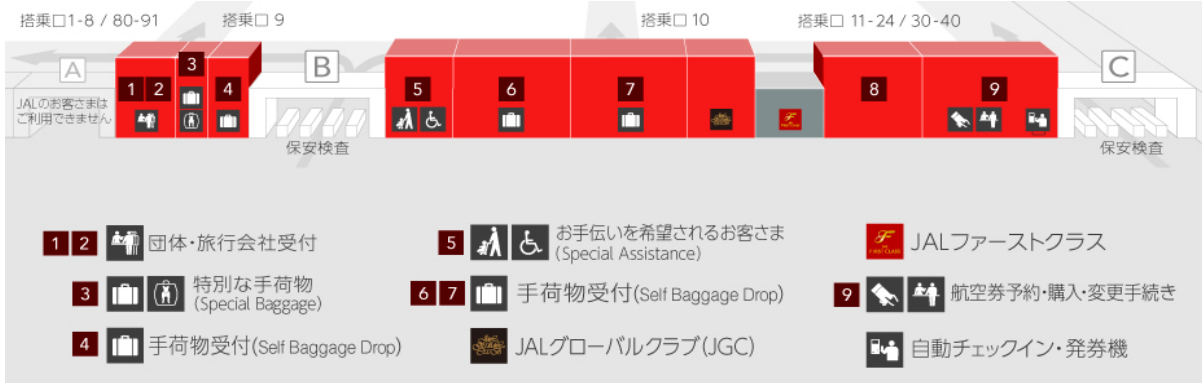 搭乗口1-8 / 80-91
搭乗口 9
搭乗口 10
搭乗口 11-24 / 30-40
A
B
C
JALのお客さまは
ご利用できません
1 2
3
4
5
6
7
8
9
保安検査
保安検査
1 2 団体・旅行会社受付
3 特別な手荷物
(Special Baggage)
4 手荷物受付(Self Baggage Drop)
5 お手伝いを希望されるお客さま
(Special Assistance)
6 7 手荷物受付(Self Baggage Drop)
JALグローバルクラブ(JGC)
F FIRST CLASS JALファーストクラス
9 航空券予約・購入・変更手続き
自動チェックイン・発券機